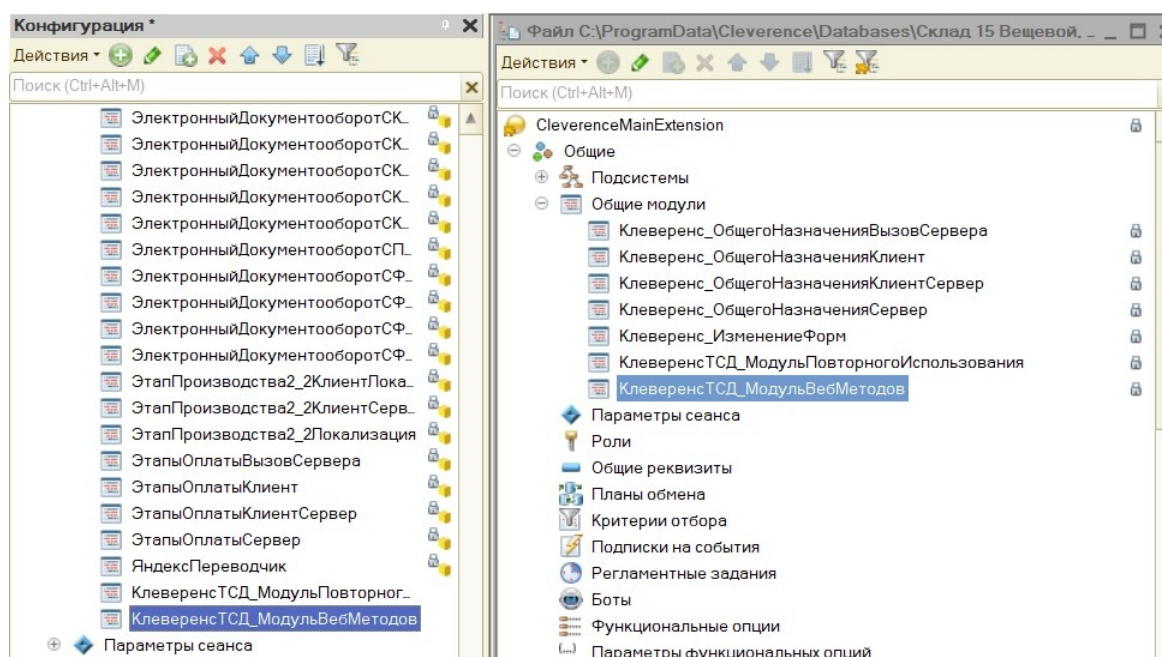 Конфигурация *
Действия
Поиск (Ctrl+Alt+M)
ЭлектронныйДокументооборотСК...
ЭлектронныйДокументооборотСК...
ЭлектронныйДокументооборотСК...
ЭлектронныйДокументооборотСК...
ЭлектронныйДокументооборотСК...
ЭлектронныйДокументооборотСП...
ЭлектронныйДокументооборотСФ...
ЭлектронныйДокументооборотСФ...
ЭлектронныйДокументооборотСФ...
ЭлектронныйДокументооборотСФ...
ЭтапПроизводства2_2КлиентЛока...
ЭтапПроизводства2_2КлиентСерв...
ЭтапПроизводства2_2Локализация
ЭтапыОплатыВызовСервера
ЭтапыОплатыКлиент
ЭтапыОплатыКлиентСервер
ЭтапыОплатыСервер
ЯндексПереводчик
КлеверенсТСД_МодульПовторног...
КлеверенсТСД_МодульВебМетодов
Параметры сеанса
Файл C:\ProgramData\Cleverence\Databases\Склад 15 Вещевой, ...
Действия
Поиск (Ctrl+Alt+M)
CleverenceMainExtension
Общие
Подсистемы
Общие модули
Клеверенс_ОбщегоНазначенияВызовСервера
Клеверенс_ОбщегоНазначенияКлиент
Клеверенс_ОбщегоНазначенияКлиентСервер
Клеверенс_ОбщегоНазначенияСервер
Клеверенс_ИзменениеФорм
КлеверенсТСД_МодульПовторногоИспользования
КлеверенсТСД_МодульВебМетодов
Параметры сеанса
Роли
Общие реквизиты
Планы обмена
Критерии отбора
Подписки на события
Регламентные задания
Боты
Функциональные опции
Параметры функциональных опций